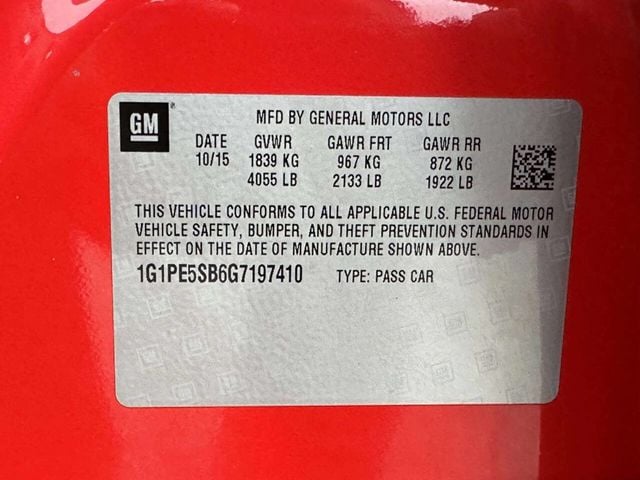 GM
MFD BY GENERAL MOTORS LLC
DATE GVWR GAWR FRT GAWR RR
10/15 1839 KG 967 KG 872 KG
4055 LB 2133 LB 1922 LB
THIS VEHICLE CONFORMS TO ALL APPLICABLE U.S. FEDERAL MOTOR
VEHICLE SAFETY, BUMPER, AND THEFT PREVENTION STANDARDS IN
EFFECT ON THE DATE OF MANUFACTURE SHOWN ABOVE.
1G1PE5SB6G7197410 TYPE: PASS CAR